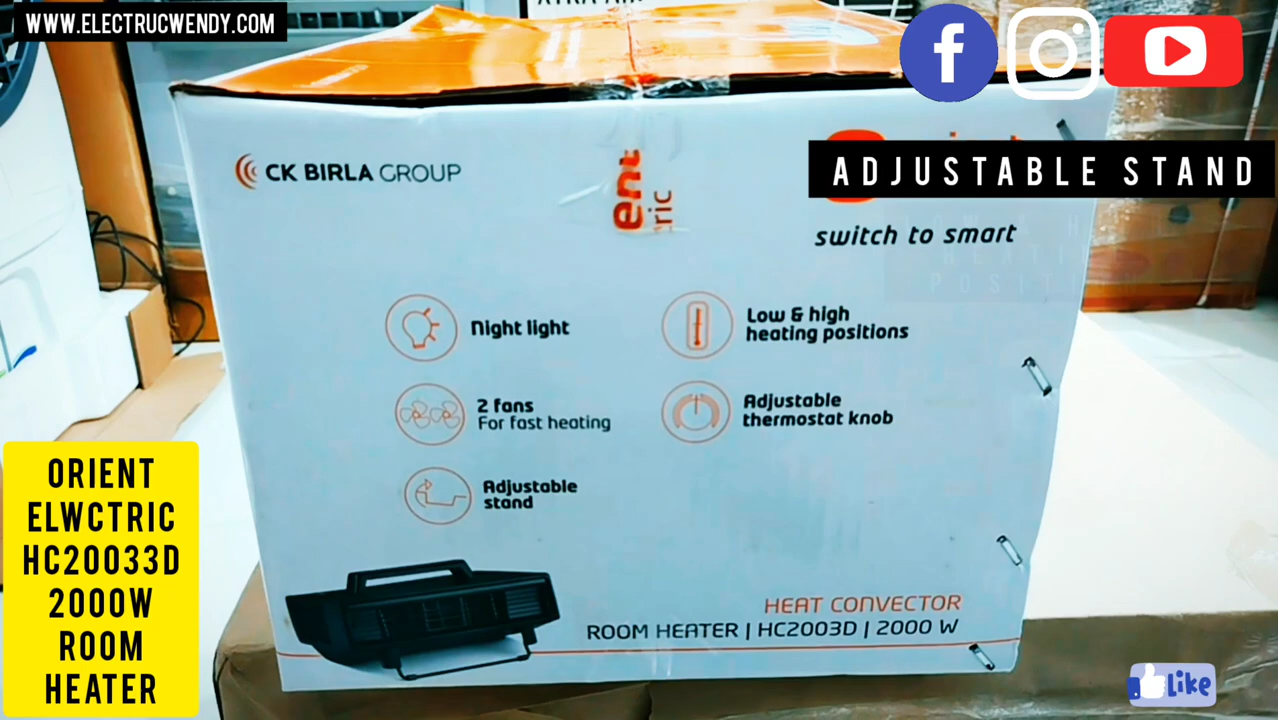 WWW.ELECTRUCWENDY.COM
f
CK BIRLA GROUP
ent
ric
ADJUSTABLE STAND
switch to smart
Night light
Low & high
heating positions
2 fans
For fast heating
Adjustable
thermostat knob
Adjustable
stand
ORIENT
ELWCTRIC
HC20033D
2000W
ROOM
HEATER
HEAT CONVECTOR
ROOM HEATER | HC2003D | 2000 W
Like